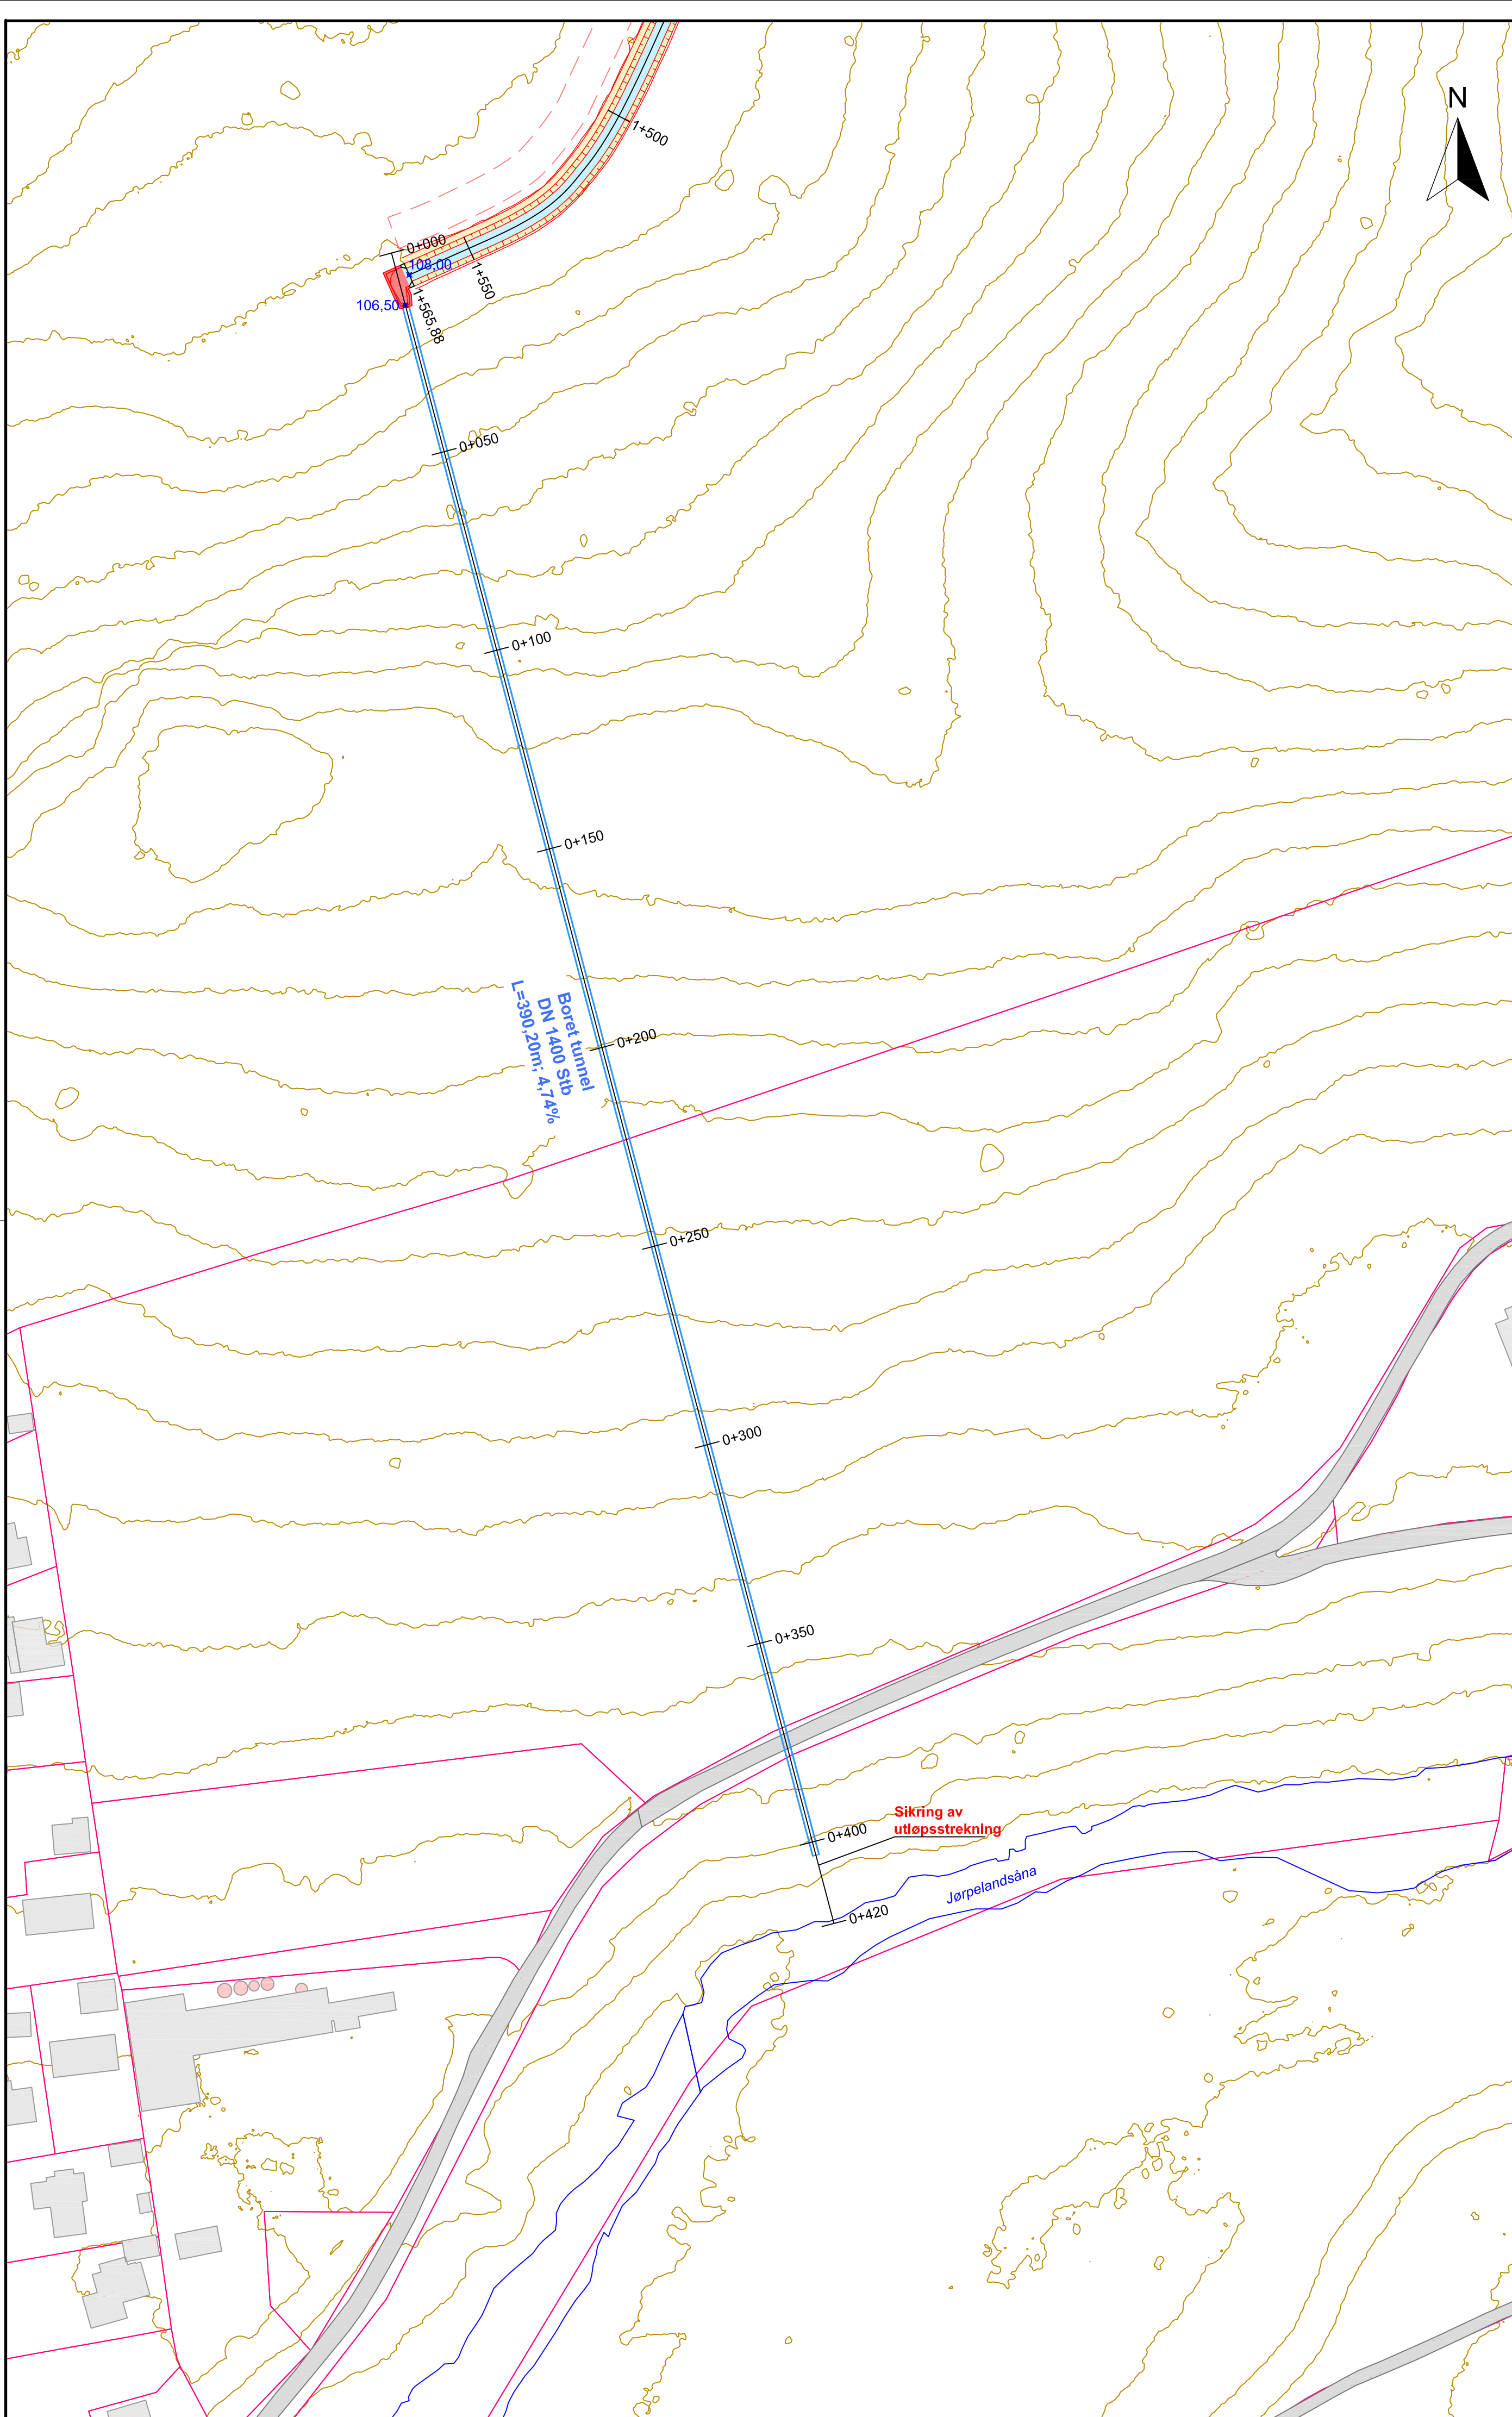 N
1+500
0+000
108,00
1+550
106,50
1+565,88
0+050
0+100
0+150
Boret tunnel
DN 1400 Stb
L=390,20m; 4,74%
0+200
0+250
0+300
0+350
Sikring av
utløpsstrekning
0+400
Jørpelandsåna
0+420